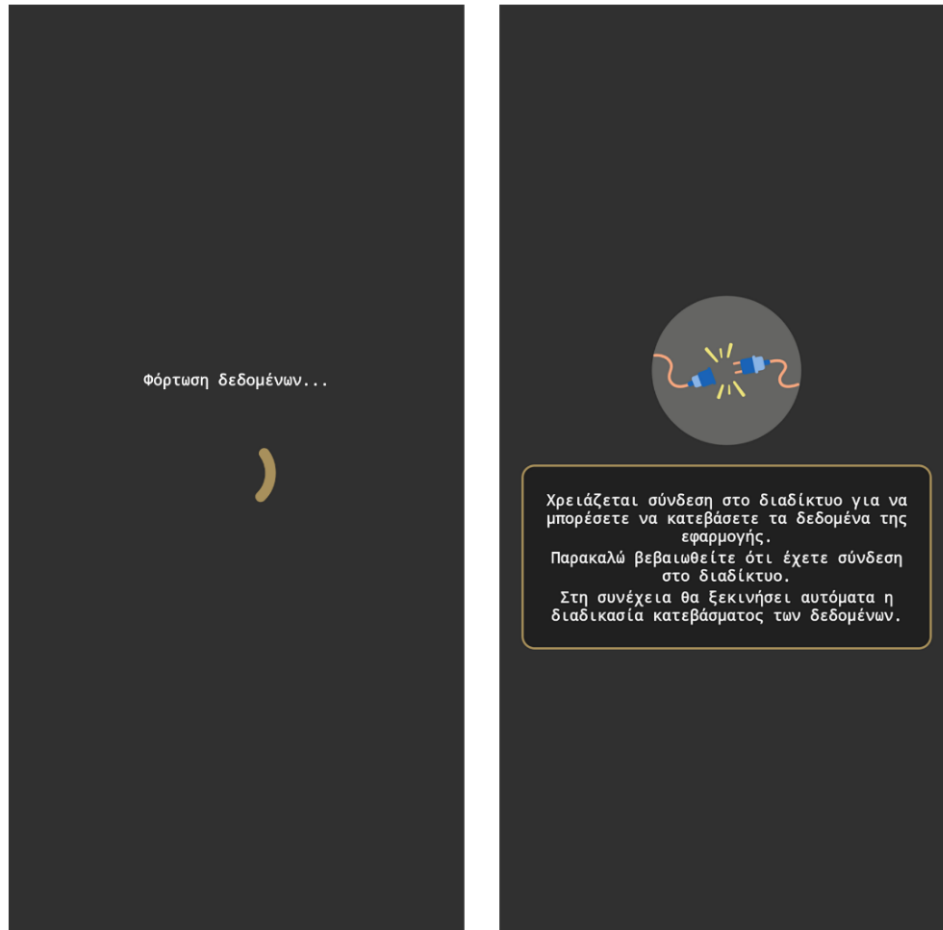 Φόρτωση δεδομένων...
Χρειάζεται σύνδεση στο διαδίκτυο για να
μπορέσετε να κατεβάσετε τα δεδομένα της
εφαρμογής.
Παρακαλώ βεβαιωθείτε ότι έχετε σύνδεση
στο διαδίκτυο.
Στη συνέχεια θα ξεκινήσει αυτόματα η
διαδικασία κατεβάσματος των δεδομένων.